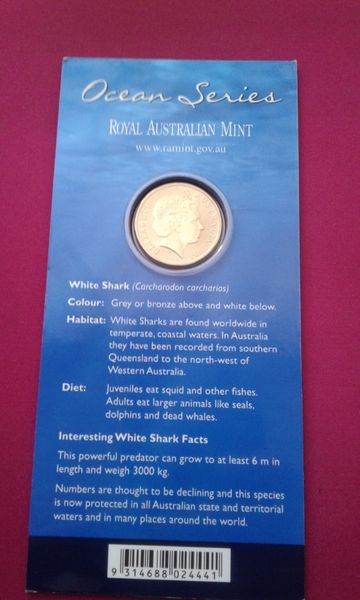 Ocean Series
ROYAL AUSTRALIAN MINT
www.ramint.gov.au
White Shark (Carcharodon carcharias)
Colour: Grey or bronze above and white below.
Habitat: White Sharks are found worldwide in
temperate, coastal waters. In Australia
they have been recorded from southern
Queensland to the north-west of
Western Australia.
Diet: Juveniles eat squid and other fishes.
Adults eat larger animals like seals,
dolphins and dead whales.
Interesting White Shark Facts
This powerful predator can grow to at least 6 m in
length and weigh 3000 kg.
Numbers are thought to be declining and this species
is now protected in all Australian state and territorial
waters and in many places around the world.
9 314688 024441